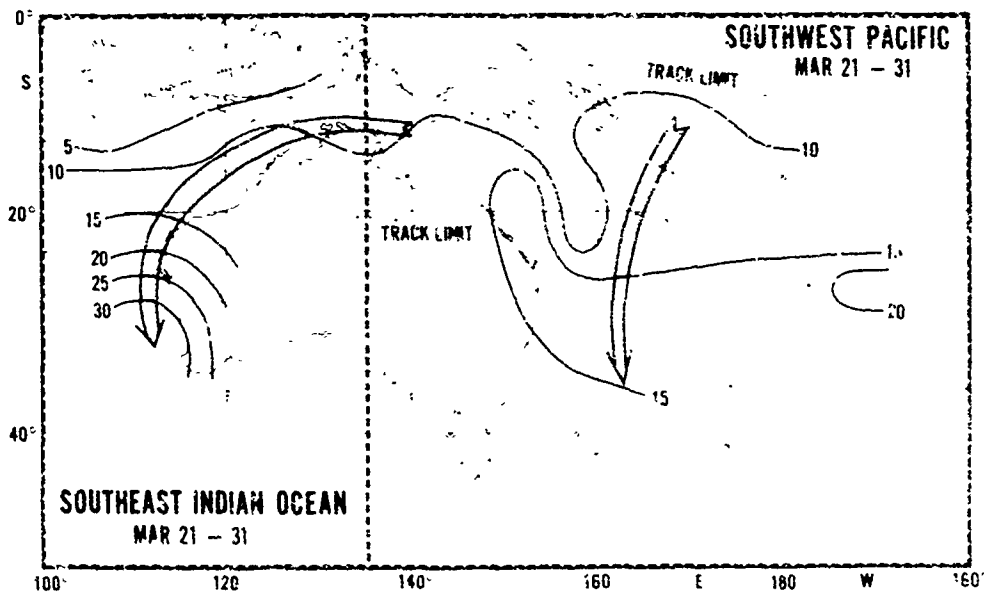 0°
SOUTHWEST PACIFIC
MAR 21 – 31
TRACK LIMIT
S
5
10
10
15
20°
TRACK LIMIT
20
25
30
20
15
40°
SOUTHEAST INDIAN OCEAN
MAR 21 – 31
100°
120
140°
160
E
180
W
160°